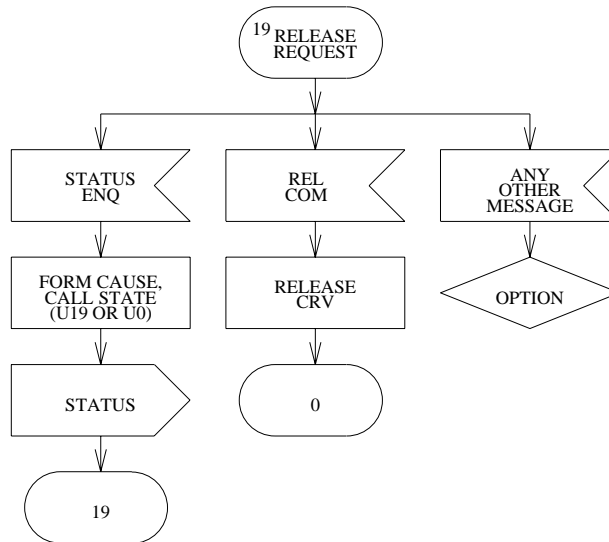 19 RELEASE
REQUEST
STATUS
ENQ
REL
COM
ANY
OTHER
MESSAGE
FORM CAUSE,
CALL STATE
(U19 OR U0)
RELEASE
CRV
OPTION
STATUS
0
19